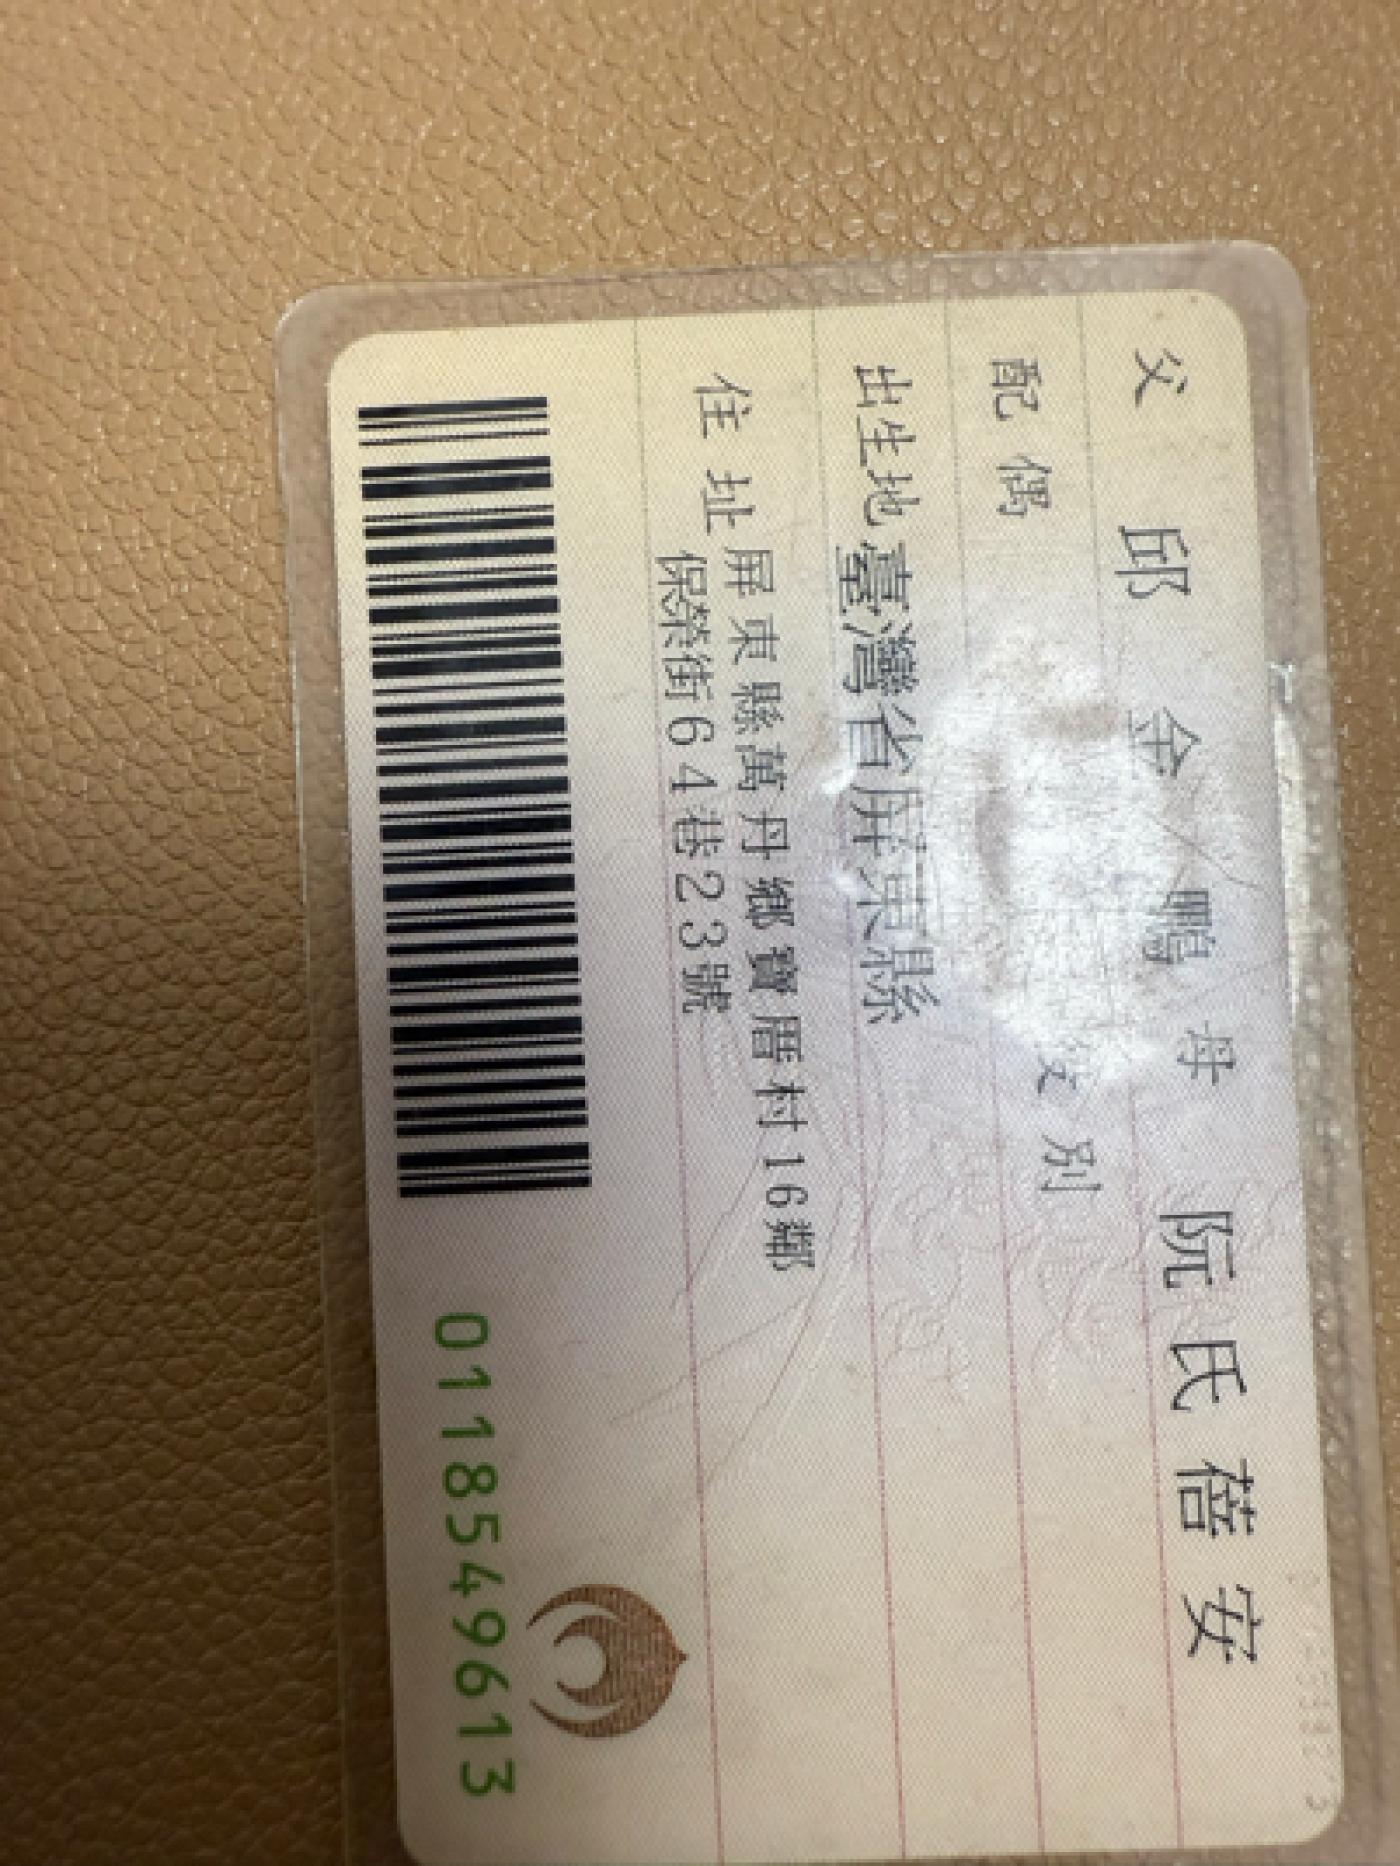 父 邱金鴨 母 阮氏蓓安
配偶 役別
出生地 臺灣省屏東縣
住址 屏東縣萬丹鄉寶厝村16鄰
保榮街64巷23號
0118549613